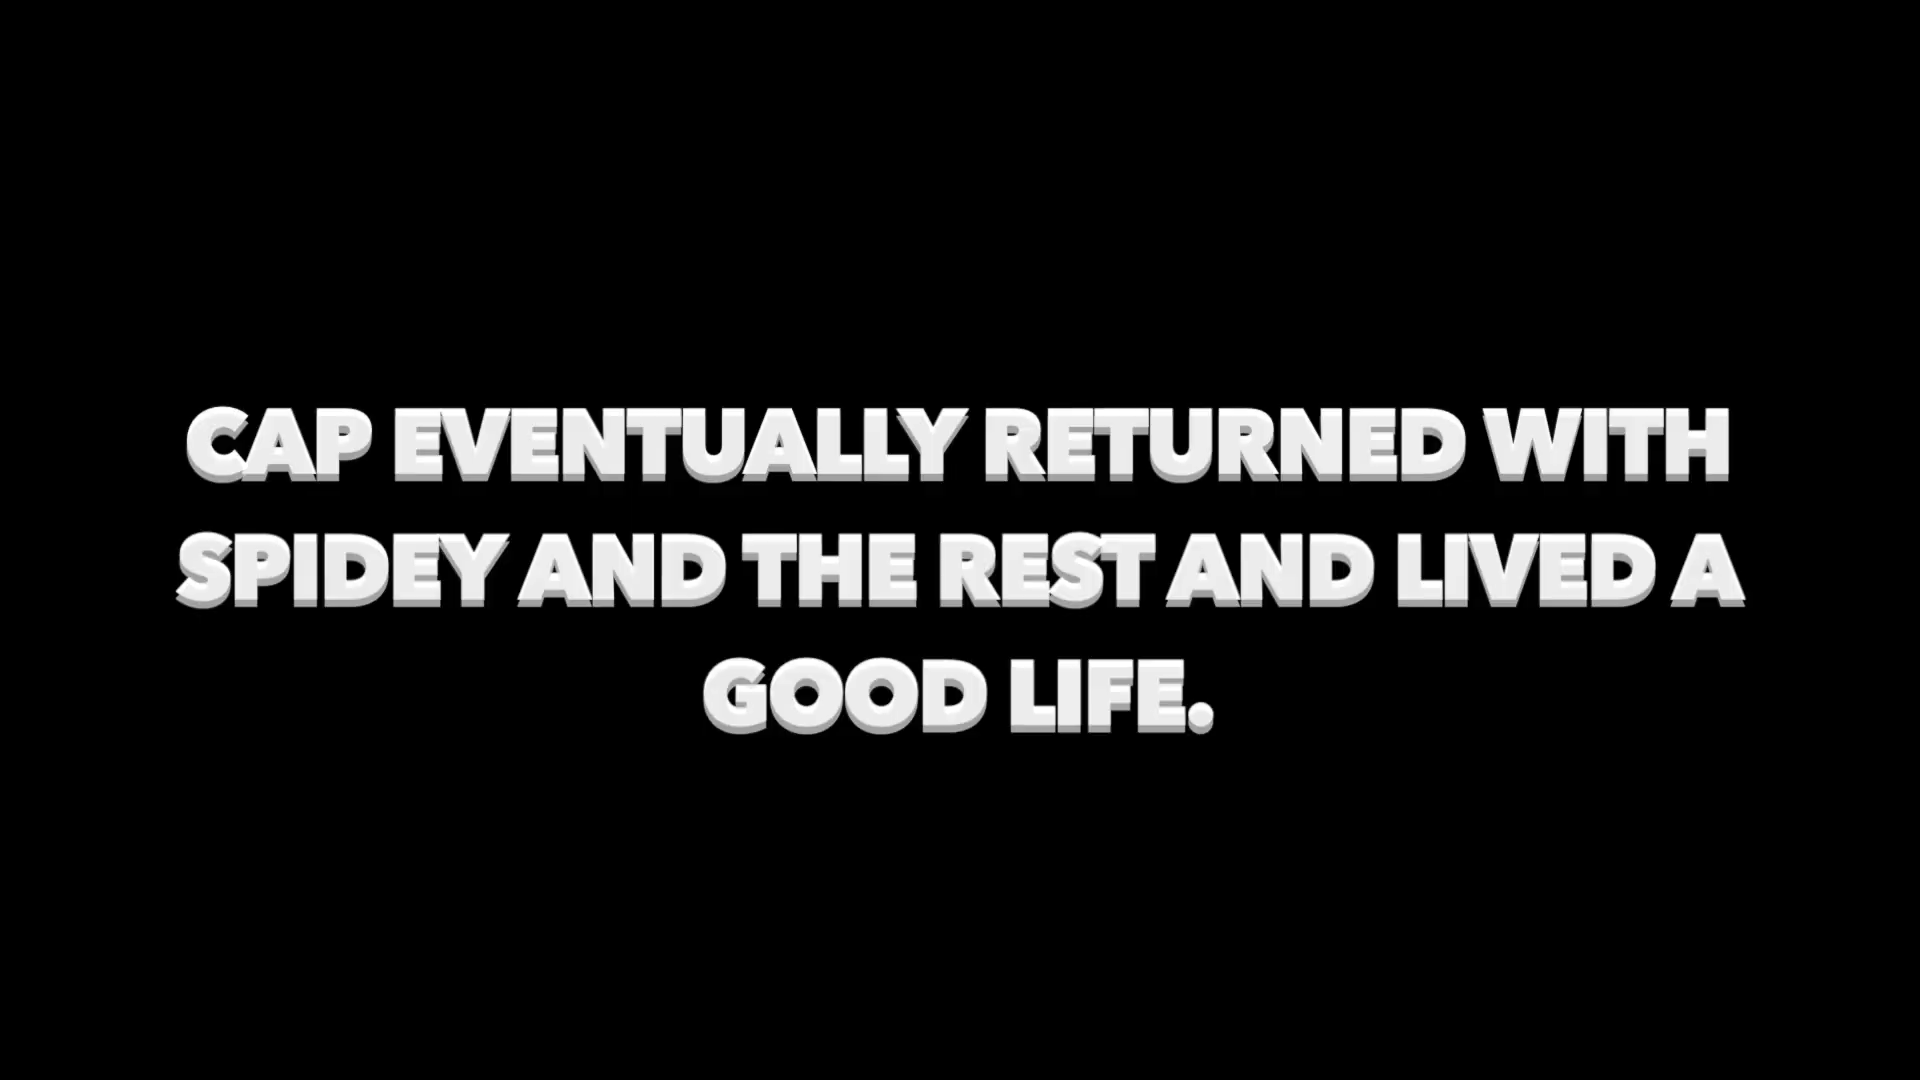 CAP EVENTUALLY RETURNED WITH
SPIDEY AND THE REST AND LIVED A
GOOD LIFE.